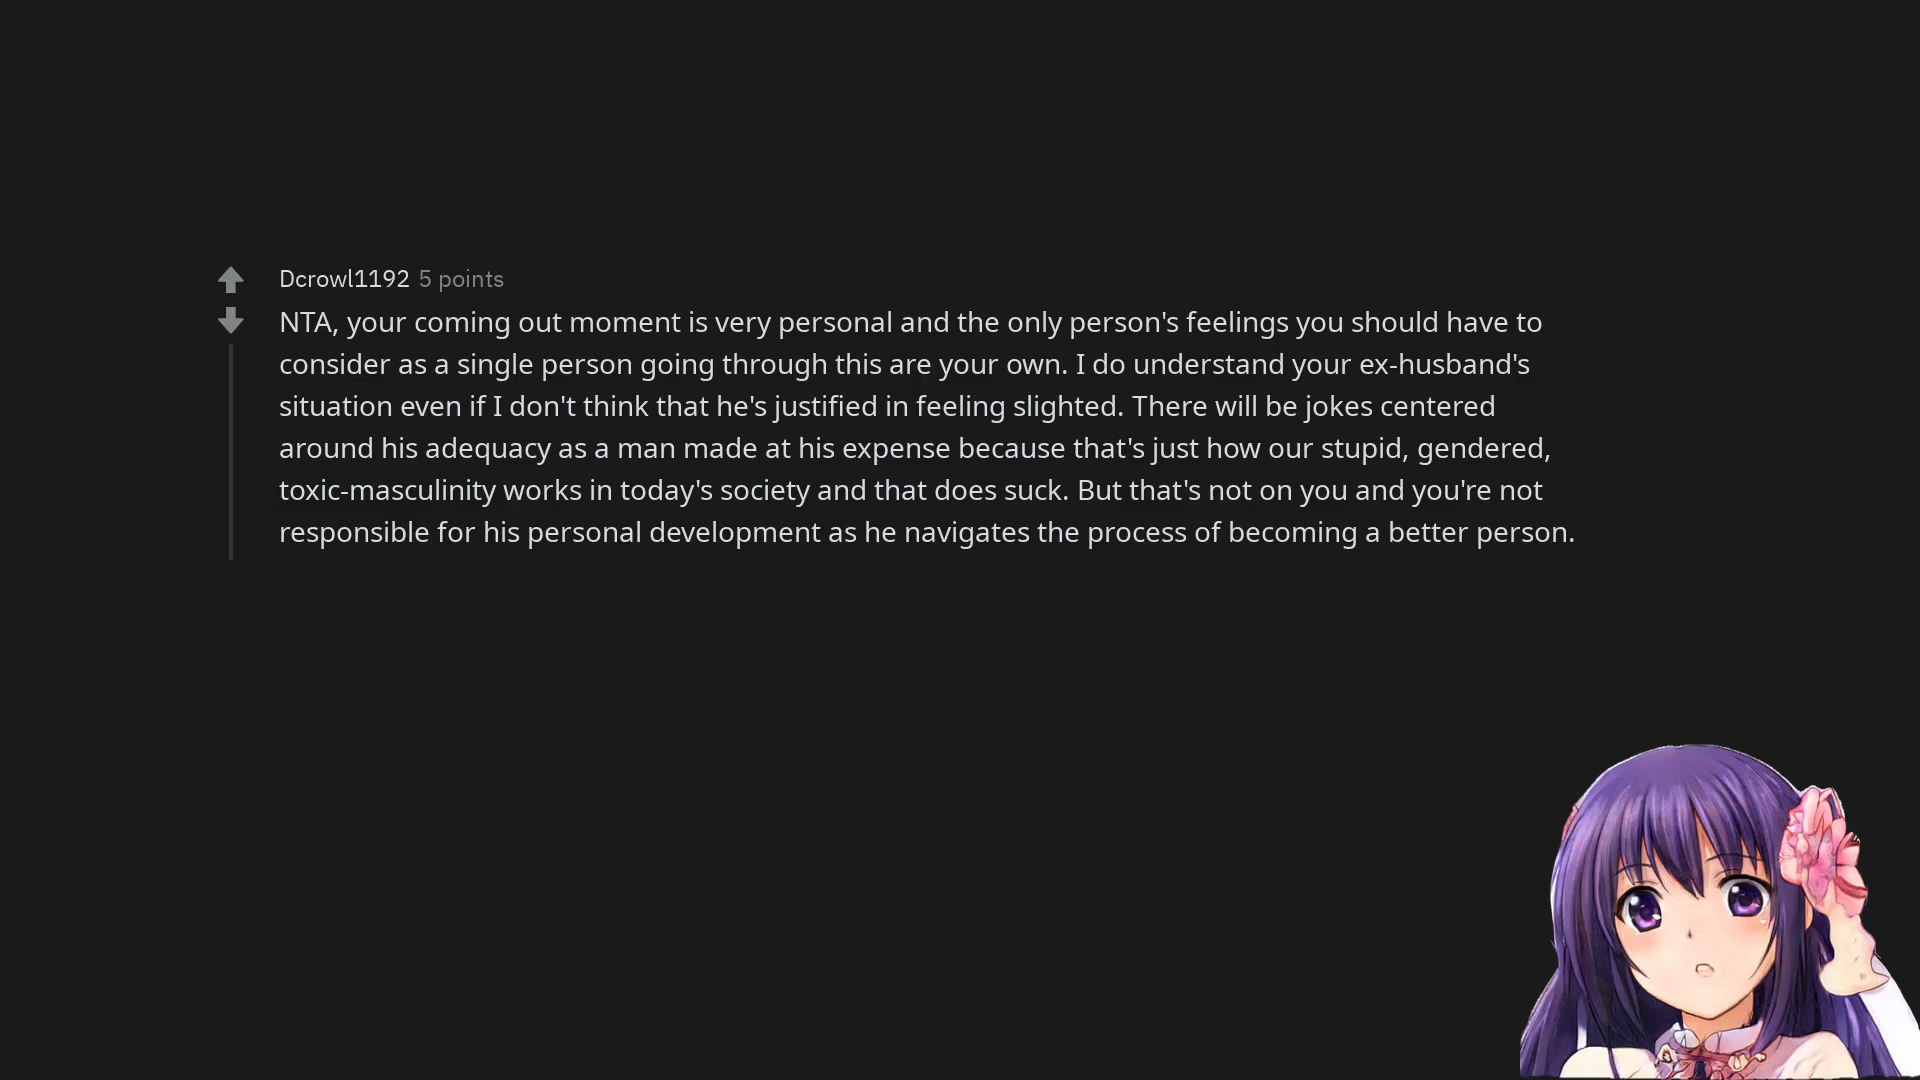 Dcrowl1192 5 points
NTA, your coming out moment is very personal and the only person's feelings you should have to
consider as a single person going through this are your own. I do understand your ex-husband's
situation even if I don't think that he's justified in feeling slighted. There will be jokes centered
around his adequacy as a man made at his expense because that's just how our stupid, gendered,
toxic-masculinity works in today's society and that does suck. But that's not on you and you're not
responsible for his personal development as he navigates the process of becoming a better person.